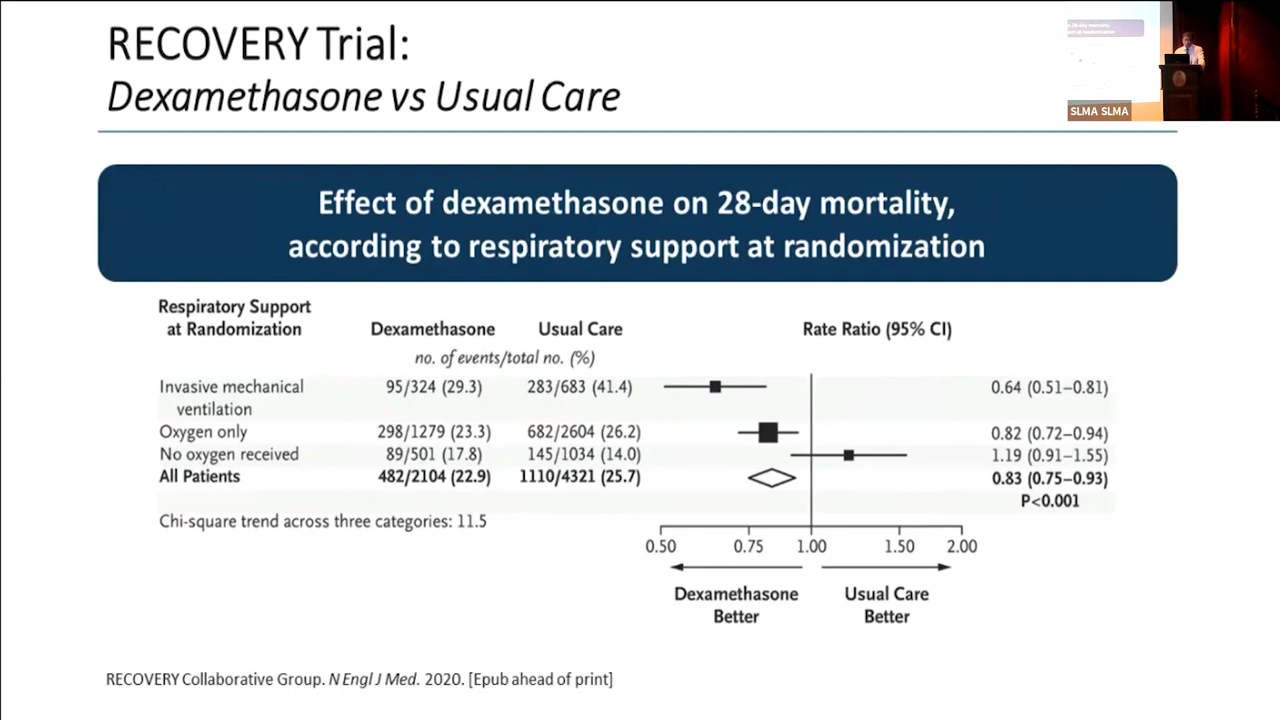 RECOVERY Trial:
Dexamethasone vs Usual Care
SLMA SLMA
Effect of dexamethasone on 28-day mortality,
according to respiratory support at randomization
Respiratory Support
at Randomization
Dexamethasone
Usual Care
Rate Ratio (95% CI)
no. of events/total no. (%)
Invasive mechanical
ventilation
95/324 (29.3)
283/683 (41.4)
0.64 (0.51–0.81)
Oxygen only
298/1279 (23.3)
682/2604 (26.2)
0.82 (0.72–0.94)
No oxygen received
89/501 (17.8)
145/1034 (14.0)
1.19 (0.91–1.55)
All Patients
482/2104 (22.9)
1110/4321 (25.7)
0.83 (0.75–0.93)
P<0.001
Chi-square trend across three categories: 11.5
0.50 0.75 1.00 1.50 2.00
Dexamethasone
Better
Usual Care
Better
RECOVERY Collaborative Group. N Engl J Med. 2020. [Epub ahead of print]